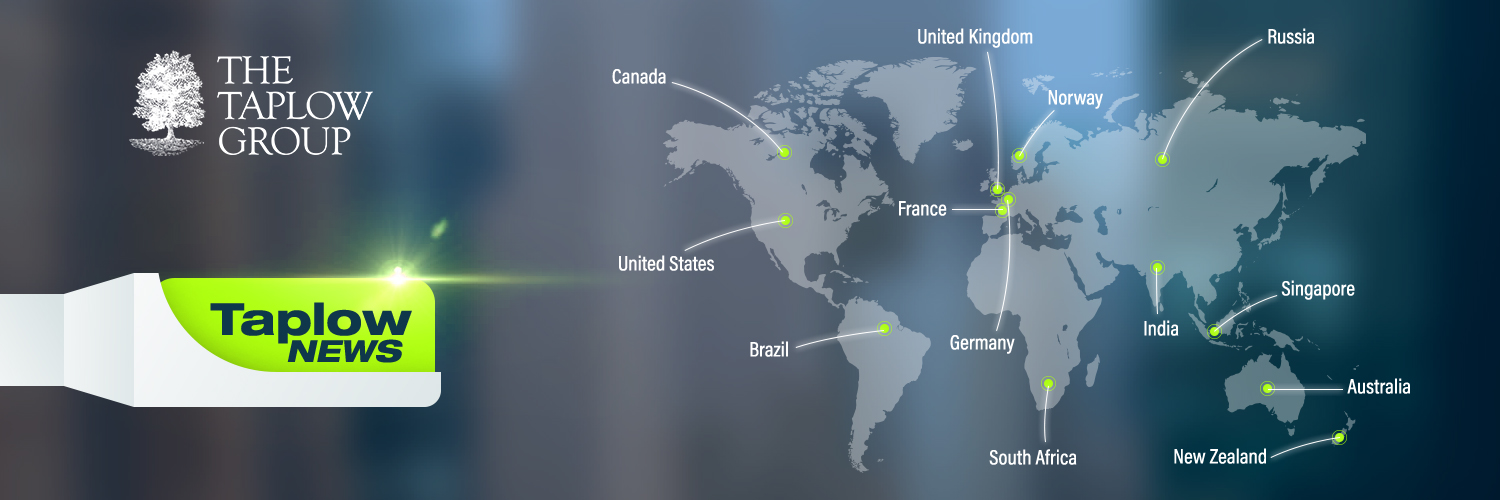 THE
TAPLOW
GROUP
Taplow
NEWS
United Kingdom
Russia
Canada
Norway
France
United States
Singapore
India
Germany
Brazil
Australia
South Africa
New Zealand